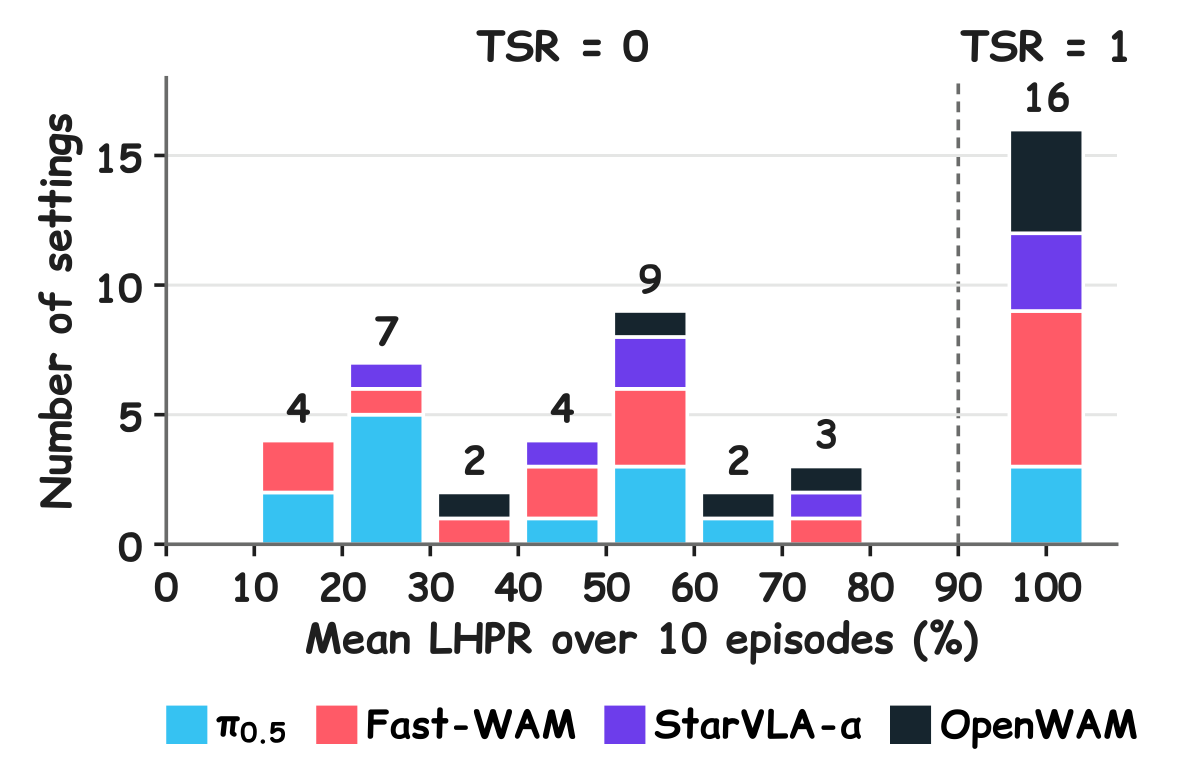 TSR = 0
TSR = 1
16
15
10
5
0
Number of settings
4
7
2
4
9
2
3
0 10 20 30 40 50 60 70 80 90 100
Mean LHPR over 10 episodes (%)
π0.5 Fast-WAM StarVLA-α OpenWAM